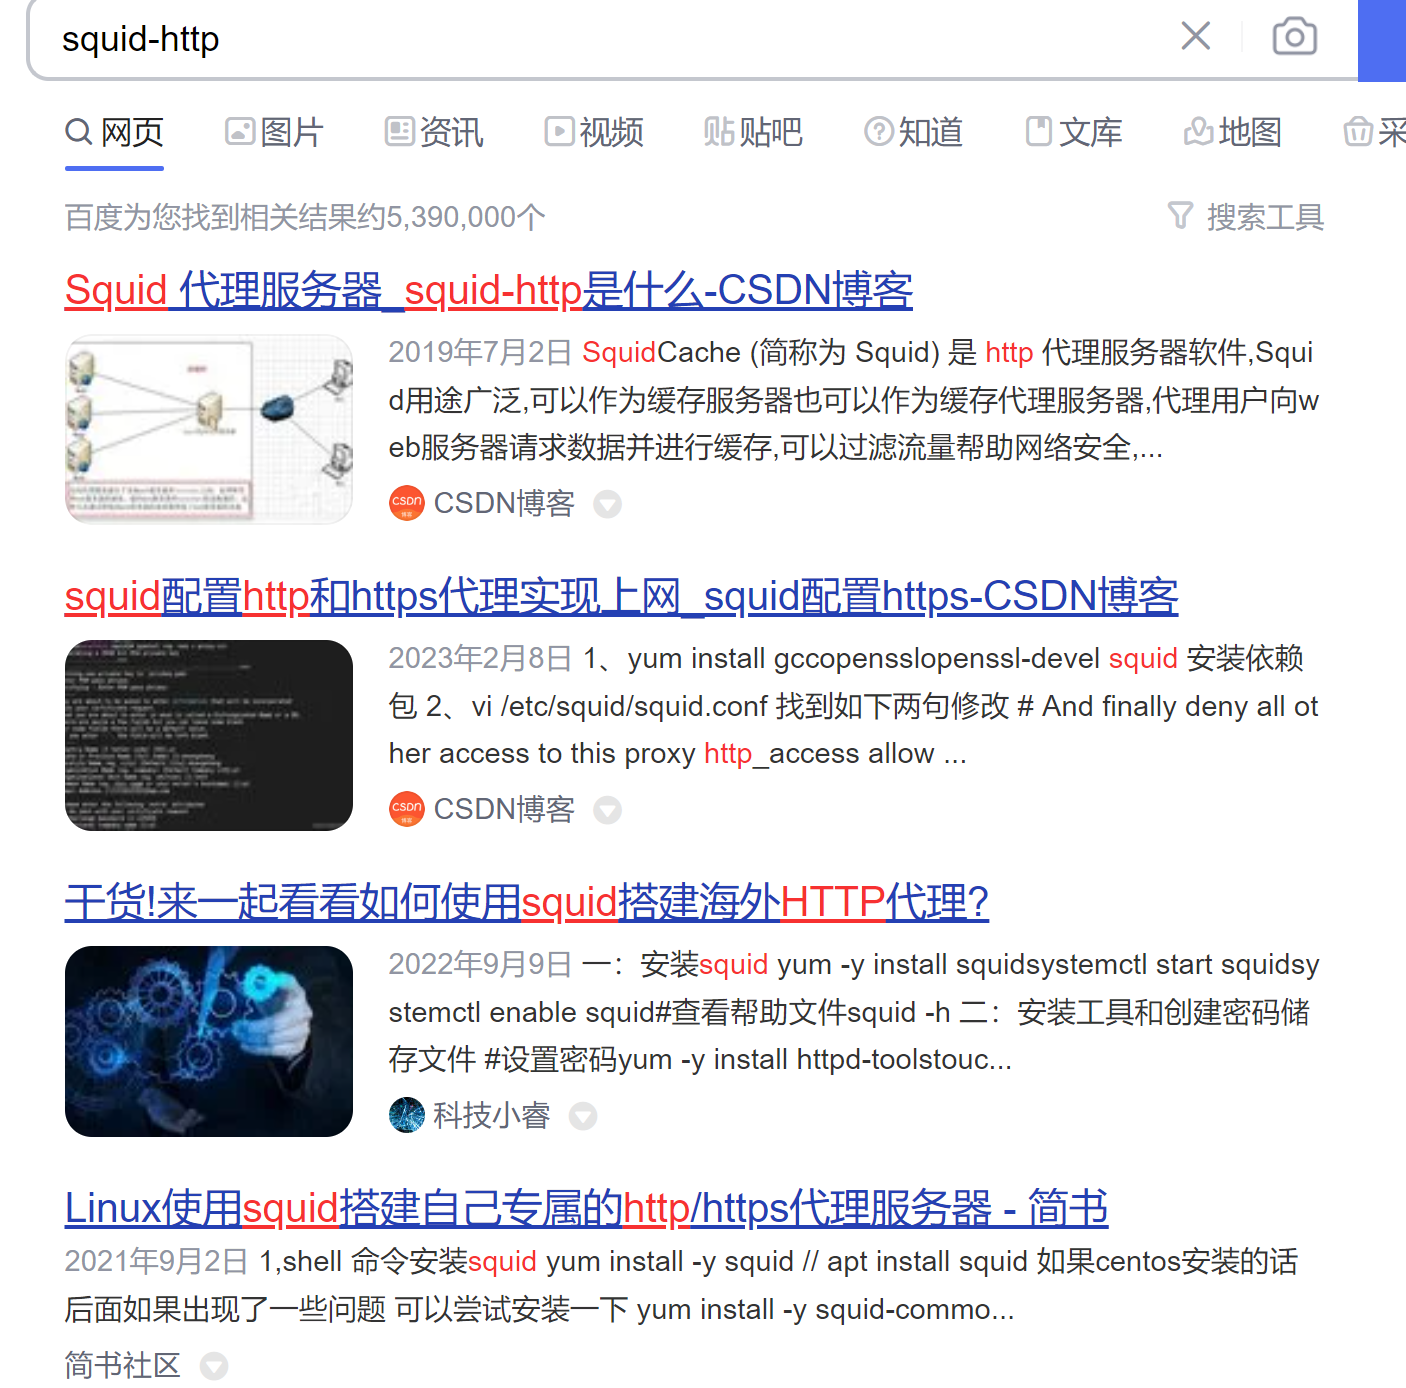 squid-http
网页 图片 资讯 视频 贴吧 知道 文库 地图 采
百度为您找到相关结果约5,390,000个 搜索工具
Squid 代理服务器_squid-http是什么-CSDN博客
2019年7月2日 SquidCache (简称为 Squid) 是 http 代理服务器软件,Squi
d用途广泛,可以作为缓存服务器也可以作为缓存代理服务器,代理用户向w
eb服务器请求数据并进行缓存,可以过滤流量帮助网络安全,...
CSDN博客
squid配置http和https代理实现上网_squid配置https-CSDN博客
2023年2月8日 1、yum install gccopensslopenssl-devel squid 安装依赖
包 2、vi /etc/squid/squid.conf 找到如下两句修改 # And finally deny all ot
her access to this proxy http_access allow ...
CSDN博客
干货!来一起看看如何使用squid搭建海外HTTP代理?
2022年9月9日 一：安装squid yum -y install squidsystemctl start squidsy
stemctl enable squid#查看帮助文件squid -h 二：安装工具和创建密码储
存文件 #设置密码yum -y install httpd-toolstouc...
科技小睿
Linux使用squid搭建自己专属的http/https代理服务器 - 简书
2021年9月2日 1,shell 命令安装squid yum install -y squid // apt install squid 如果centos安装的话
后面如果出现了一些问题 可以尝试安装一下 yum install -y squid-commo...
简书社区